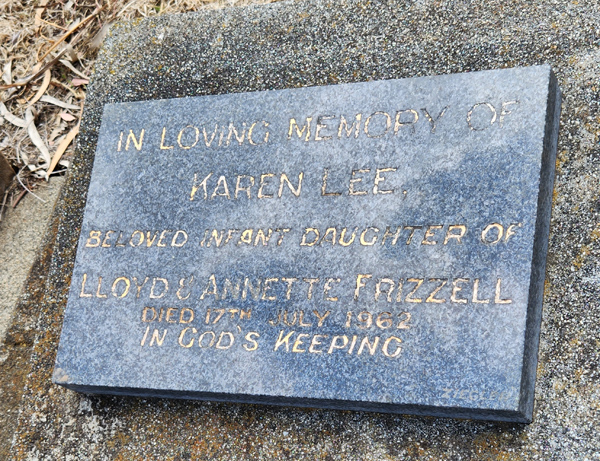 IN LOVING MEMORY OF
KAREN LEE,
BELOVED INFANT DAUGHTER OF
LLOYD & ANNETTE FRIZZELL
DIED 17TH JULY 1962
IN GOD'S KEEPING